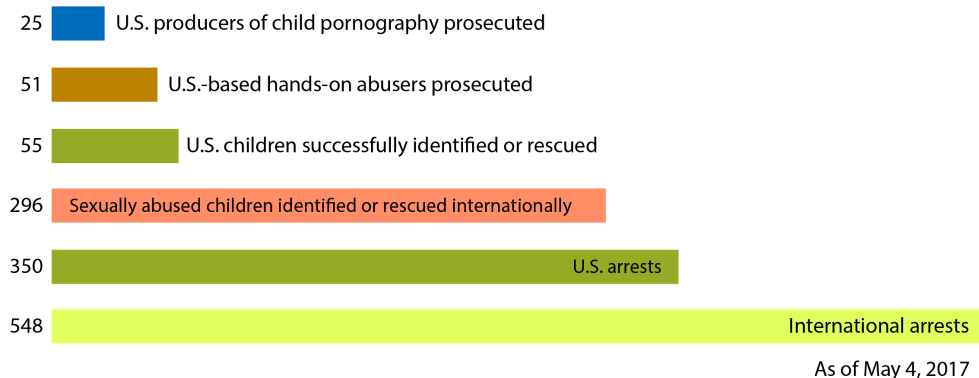 25 U.S. producers of child pornography prosecuted
51 U.S.-based hands-on abusers prosecuted
55 U.S. children successfully identified or rescued
296 Sexually abused children identified or rescued internationally
350 U.S. arrests
548 International arrests
As of May 4, 2017